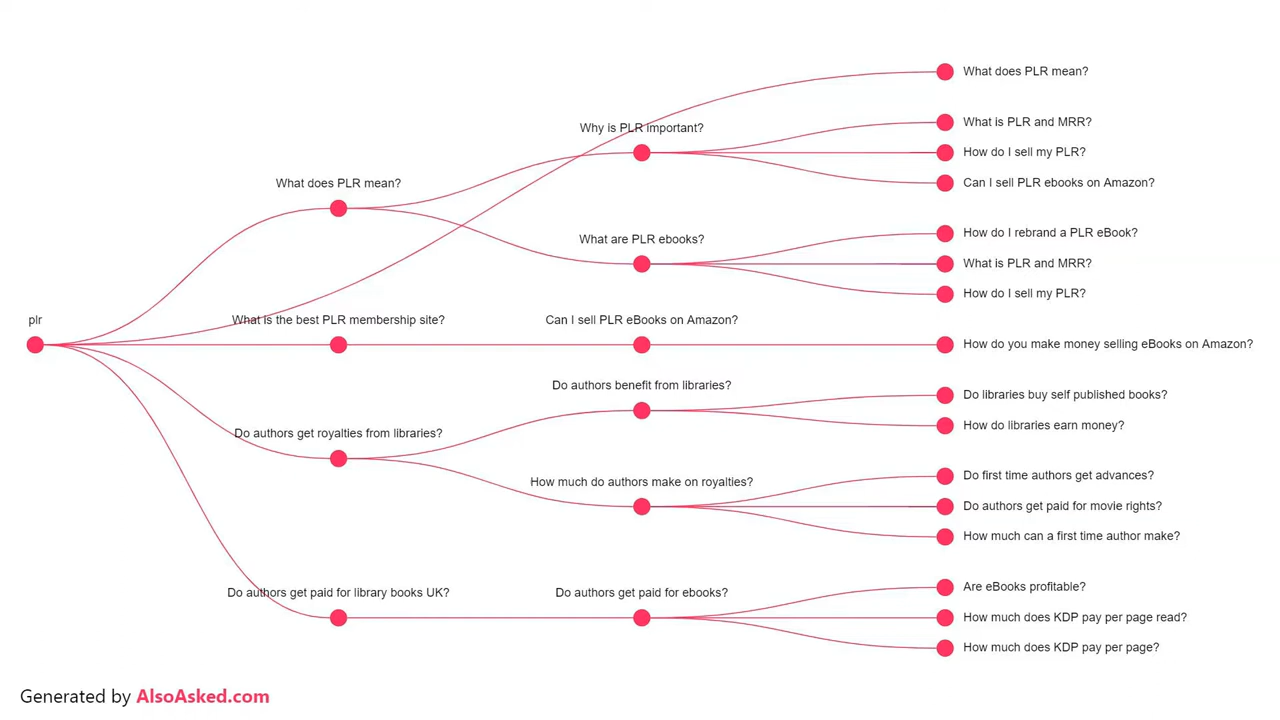 What does PLR mean?
Why is PLR important?
What is PLR and MRR?
How do I sell my PLR?
Can I sell PLR ebooks on Amazon?
What does PLR mean?
What are PLR ebooks?
How do I rebrand a PLR eBook?
What is PLR and MRR?
How do I sell my PLR?
plr
What is the best PLR membership site?
Can I sell PLR eBooks on Amazon?
How do you make money selling eBooks on Amazon?
Do authors get royalties from libraries?
Do authors benefit from libraries?
Do libraries buy self published books?
How do libraries earn money?
How much do authors make on royalties?
Do first time authors get advances?
Do authors get paid for movie rights?
How much can a first time author make?
Do authors get paid for library books UK?
Do authors get paid for ebooks?
Are eBooks profitable?
How much does KDP pay per page read?
How much does KDP pay per page?
Generated by AlsoAsked.com